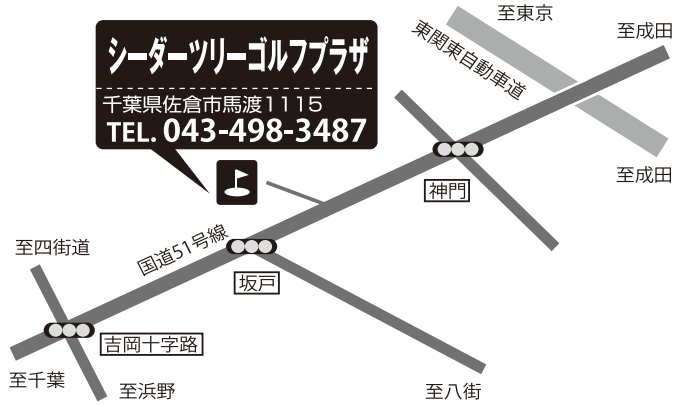 至東京
至成田
東関東自動車道
シーダーツリーゴルフプラザ
千葉県佐倉市馬渡1115
TEL. 043-498-3487
至成田
神門
国道51号線
至四街道
坂戸
吉岡十字路
至千葉
至浜野
至八街